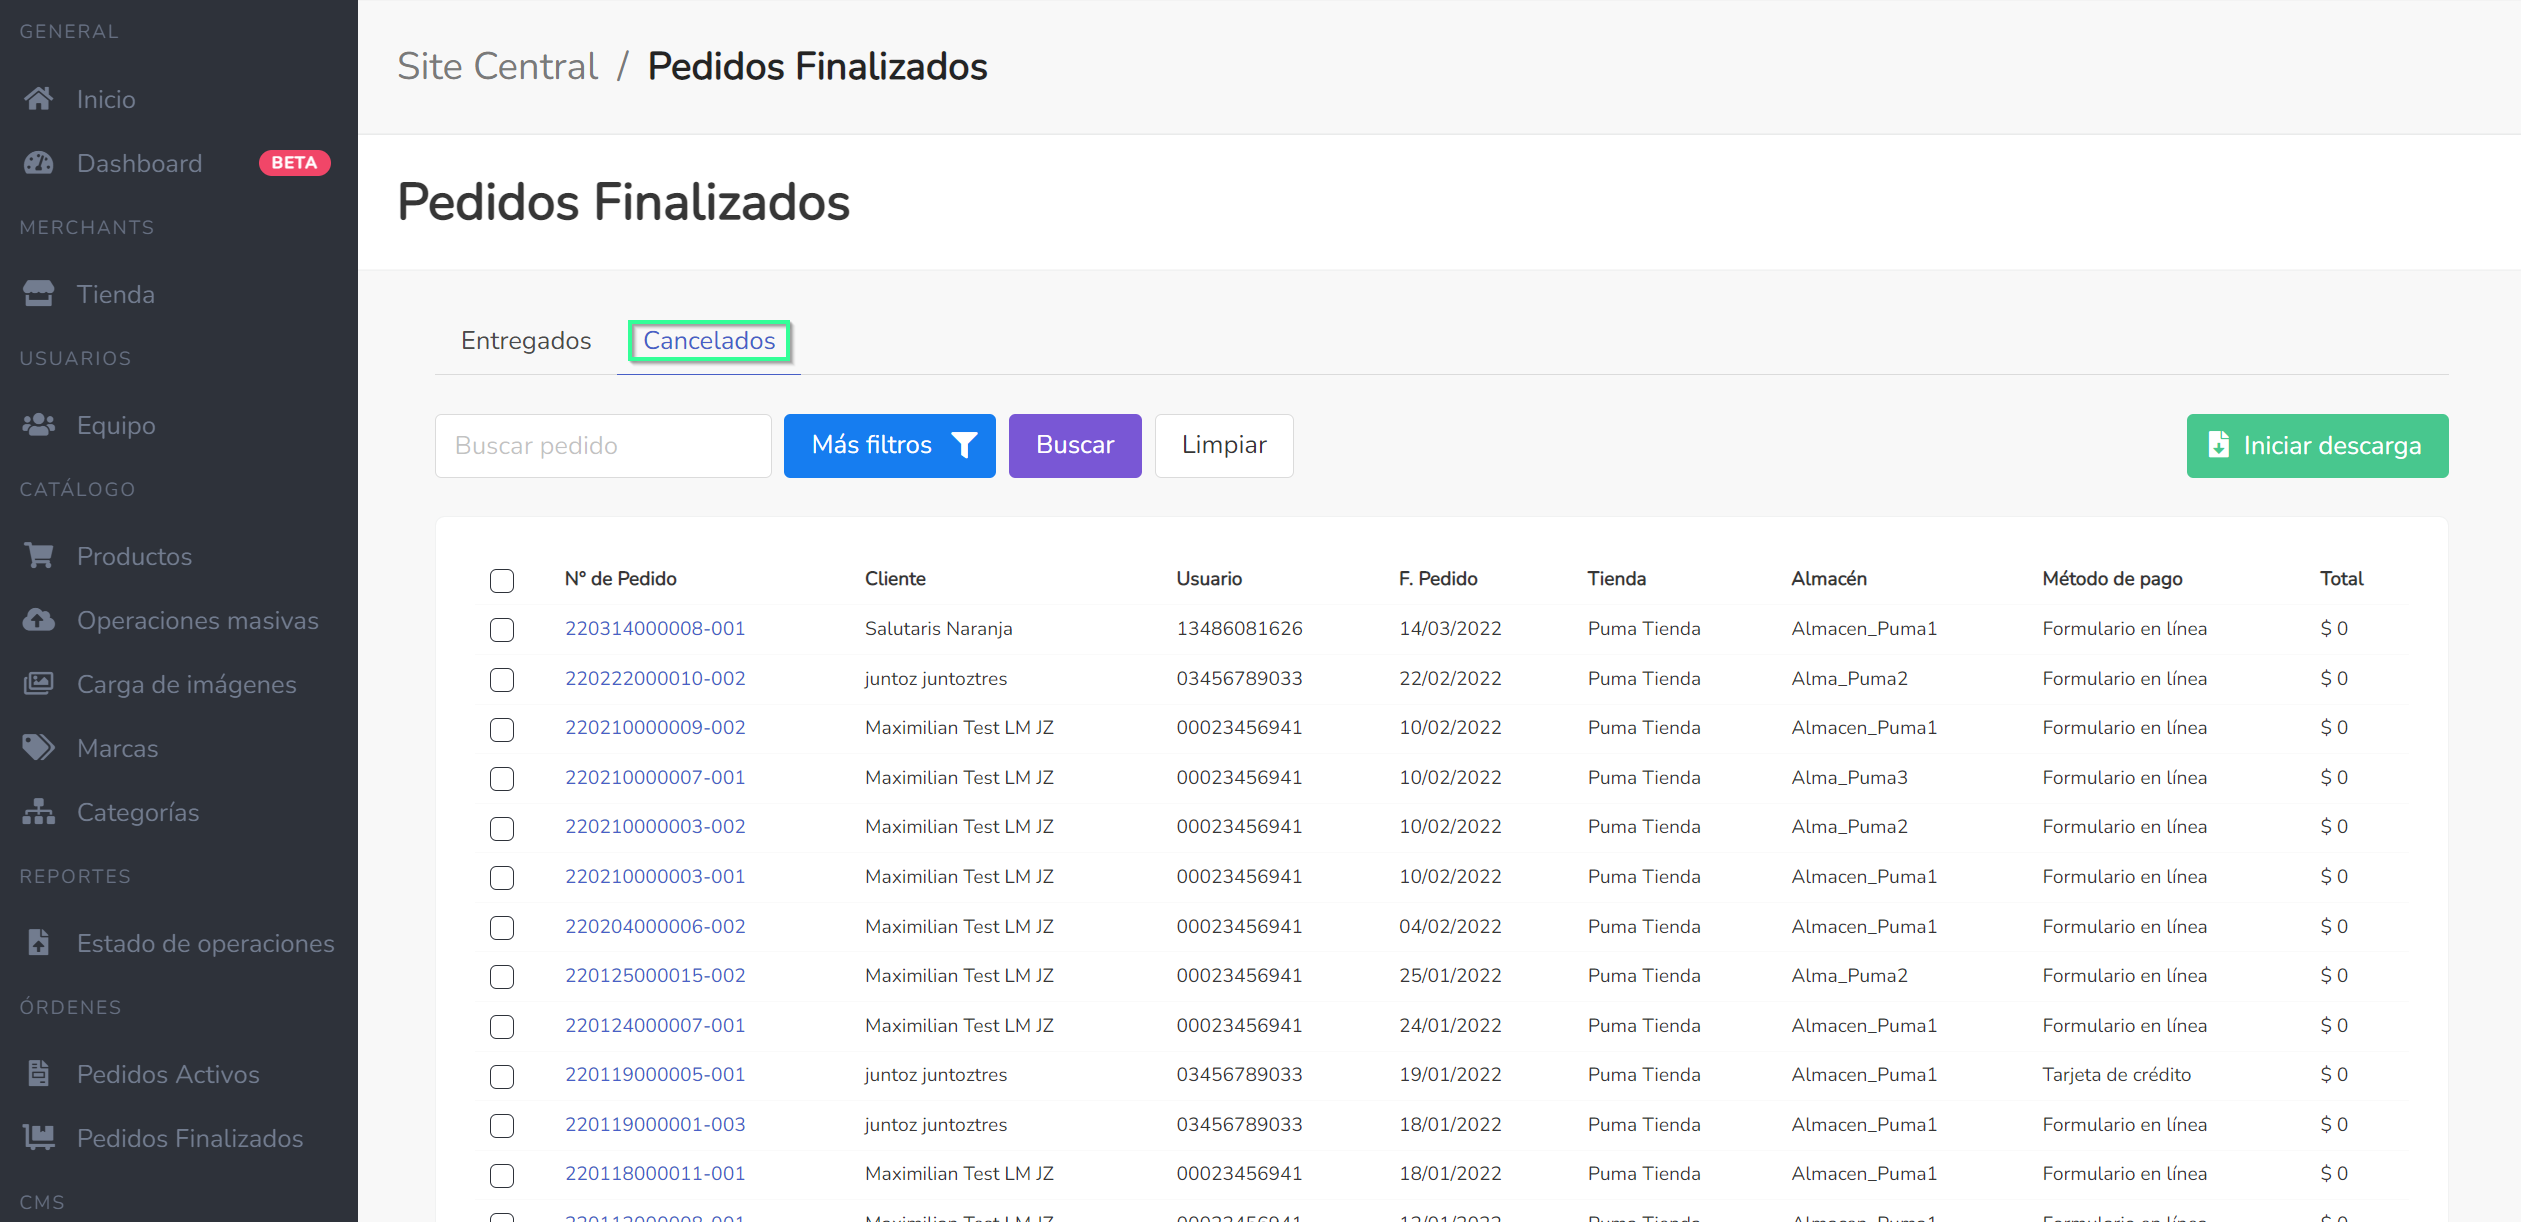 GENERAL
Inicio
Dashboard BETA
MERCHANTS
Tienda
USUARIOS
Equipo
CATÁLOGO
Productos
Operaciones masivas
Carga de imágenes
Marcas
Categorías
REPORTES
Estado de operaciones
ÓRDENES
Pedidos Activos
Pedidos Finalizados
CMS
Site Central / Pedidos Finalizados
Pedidos Finalizados
Entregados Cancelados
Buscar pedido Más filtros Buscar Limpiar Iniciar descarga
N° de Pedido Cliente Usuario F. Pedido Tienda Almacén Método de pago Total
220314000008-001 Salutaris Naranja 13486081626 14/03/2022 Puma Tienda Almacen_Puma1 Formulario en línea $ 0
220222000010-002 juntoz juntoztres 03456789033 22/02/2022 Puma Tienda Alma_Puma2 Formulario en línea $ 0
220210000009-002 Maximilian Test LM JZ 00023456941 10/02/2022 Puma Tienda Almacen_Puma1 Formulario en línea $ 0
220210000007-001 Maximilian Test LM JZ 00023456941 10/02/2022 Puma Tienda Alma_Puma3 Formulario en línea $ 0
220210000003-002 Maximilian Test LM JZ 00023456941 10/02/2022 Puma Tienda Alma_Puma2 Formulario en línea $ 0
220210000003-001 Maximilian Test LM JZ 00023456941 10/02/2022 Puma Tienda Almacen_Puma1 Formulario en línea $ 0
220204000006-002 Maximilian Test LM JZ 00023456941 04/02/2022 Puma Tienda Almacen_Puma1 Formulario en línea $ 0
220125000015-002 Maximilian Test LM JZ 00023456941 25/01/2022 Puma Tienda Alma_Puma2 Formulario en línea $ 0
220124000007-001 Maximilian Test LM JZ 00023456941 24/01/2022 Puma Tienda Almacen_Puma1 Formulario en línea $ 0
220119000005-001 juntoz juntoztres 03456789033 19/01/2022 Puma Tienda Almacen_Puma1 Tarjeta de crédito $ 0
220119000001-003 juntoz juntoztres 03456789033 18/01/2022 Puma Tienda Almacen_Puma1 Formulario en línea $ 0
220118000011-001 Maximilian Test LM JZ 00023456941 18/01/2022 Puma Tienda Almacen_Puma1 Formulario en línea $ 0